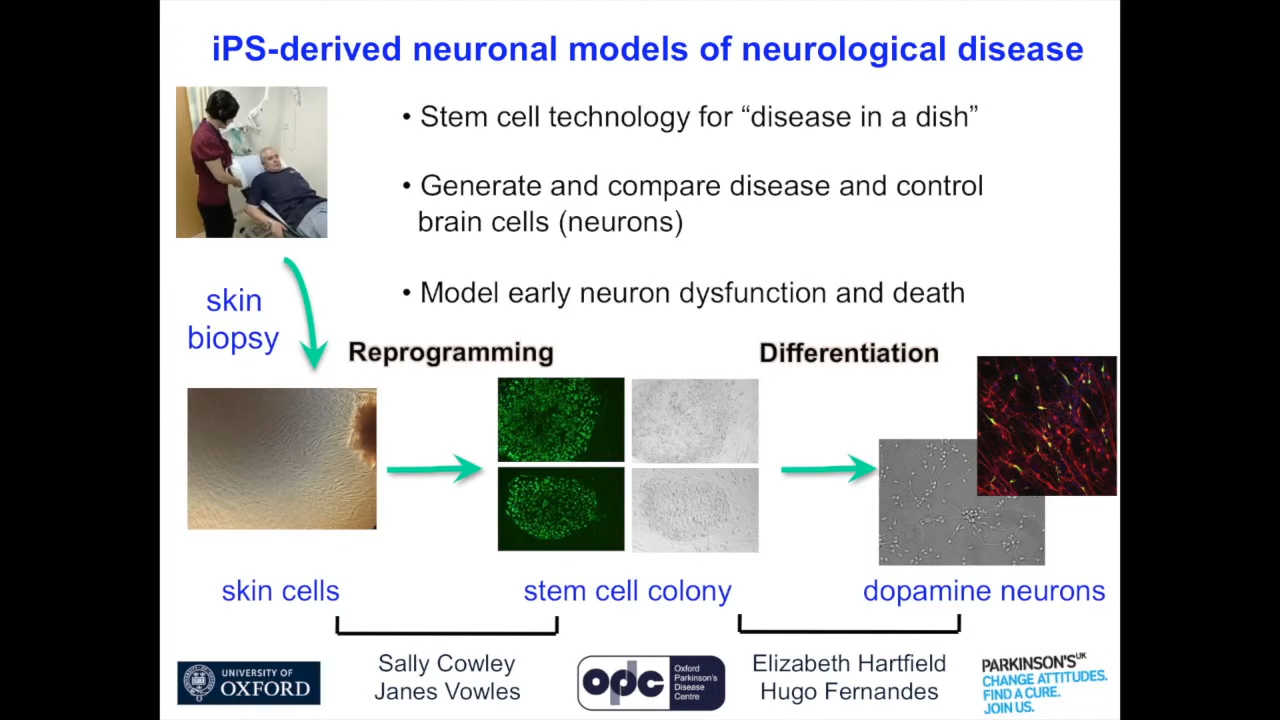 iPS-derived neuronal models of neurological disease
• Stem cell technology for “disease in a dish”
• Generate and compare disease and control
brain cells (neurons)
• Model early neuron dysfunction and death
skin
biopsy
Reprogramming
Differentiation
skin cells
stem cell colony
dopamine neurons
UNIVERSITY OF
OXFORD
Sally Cowley
Janes Vowles
opdc
Oxford
Parkinson's
Disease
Centre
Elizabeth Hartfield
Hugo Fernandes
PARKINSON'S UK
CHANGE ATTITUDES.
FIND A CURE.
JOIN US.